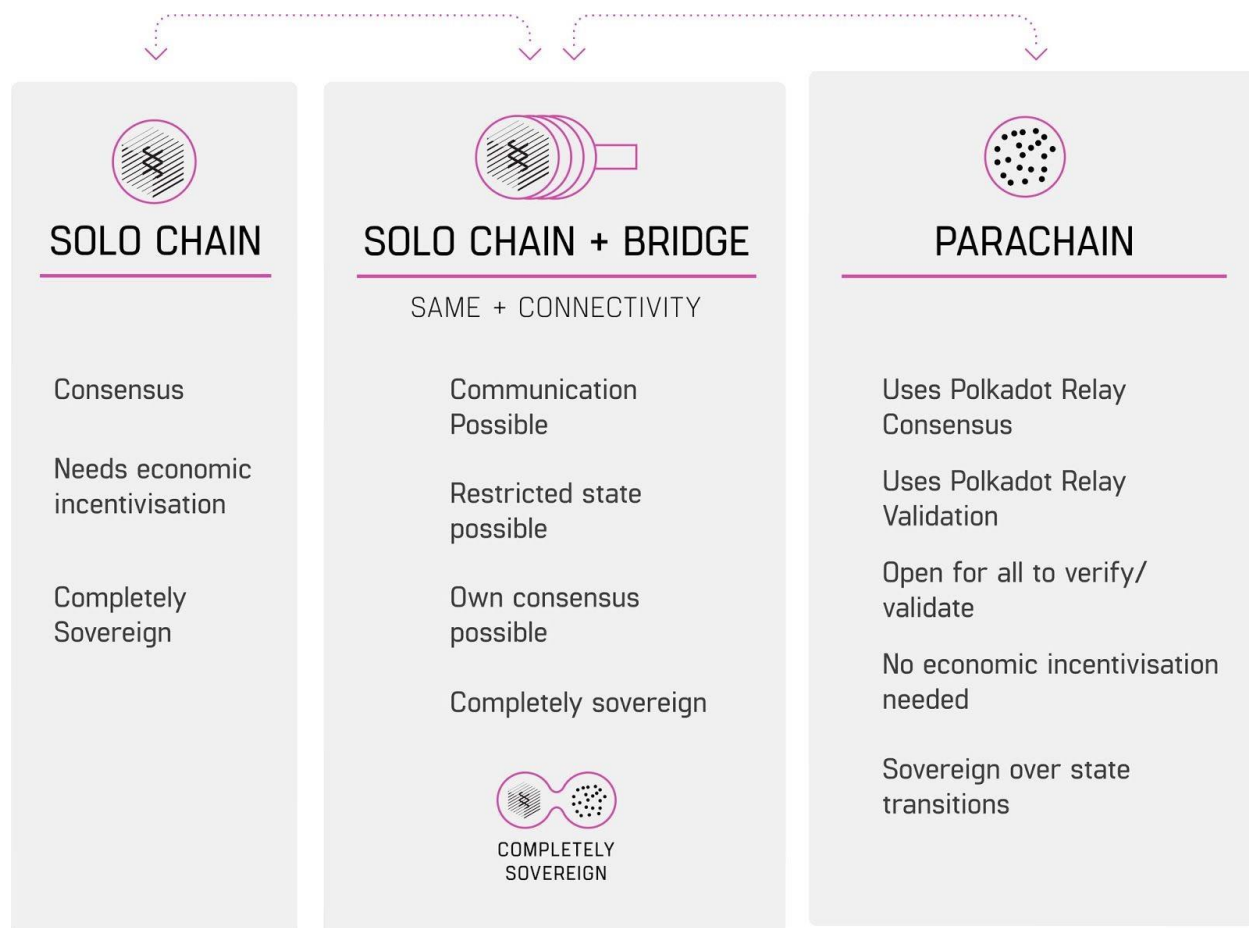 SOLO CHAIN
Consensus
Needs economic
incentivisation
Completely
Sovereign
SOLO CHAIN + BRIDGE
SAME + CONNECTIVITY
Communication
Possible
Restricted state
possible
Own consensus
possible
Completely sovereign
COMPLETELY
SOVEREIGN
PARACHAIN
Uses Polkadot Relay
Consensus
Uses Polkadot Relay
Validation
Open for all to verify/
validate
No economic incentivisation
needed
Sovereign over state
transitions